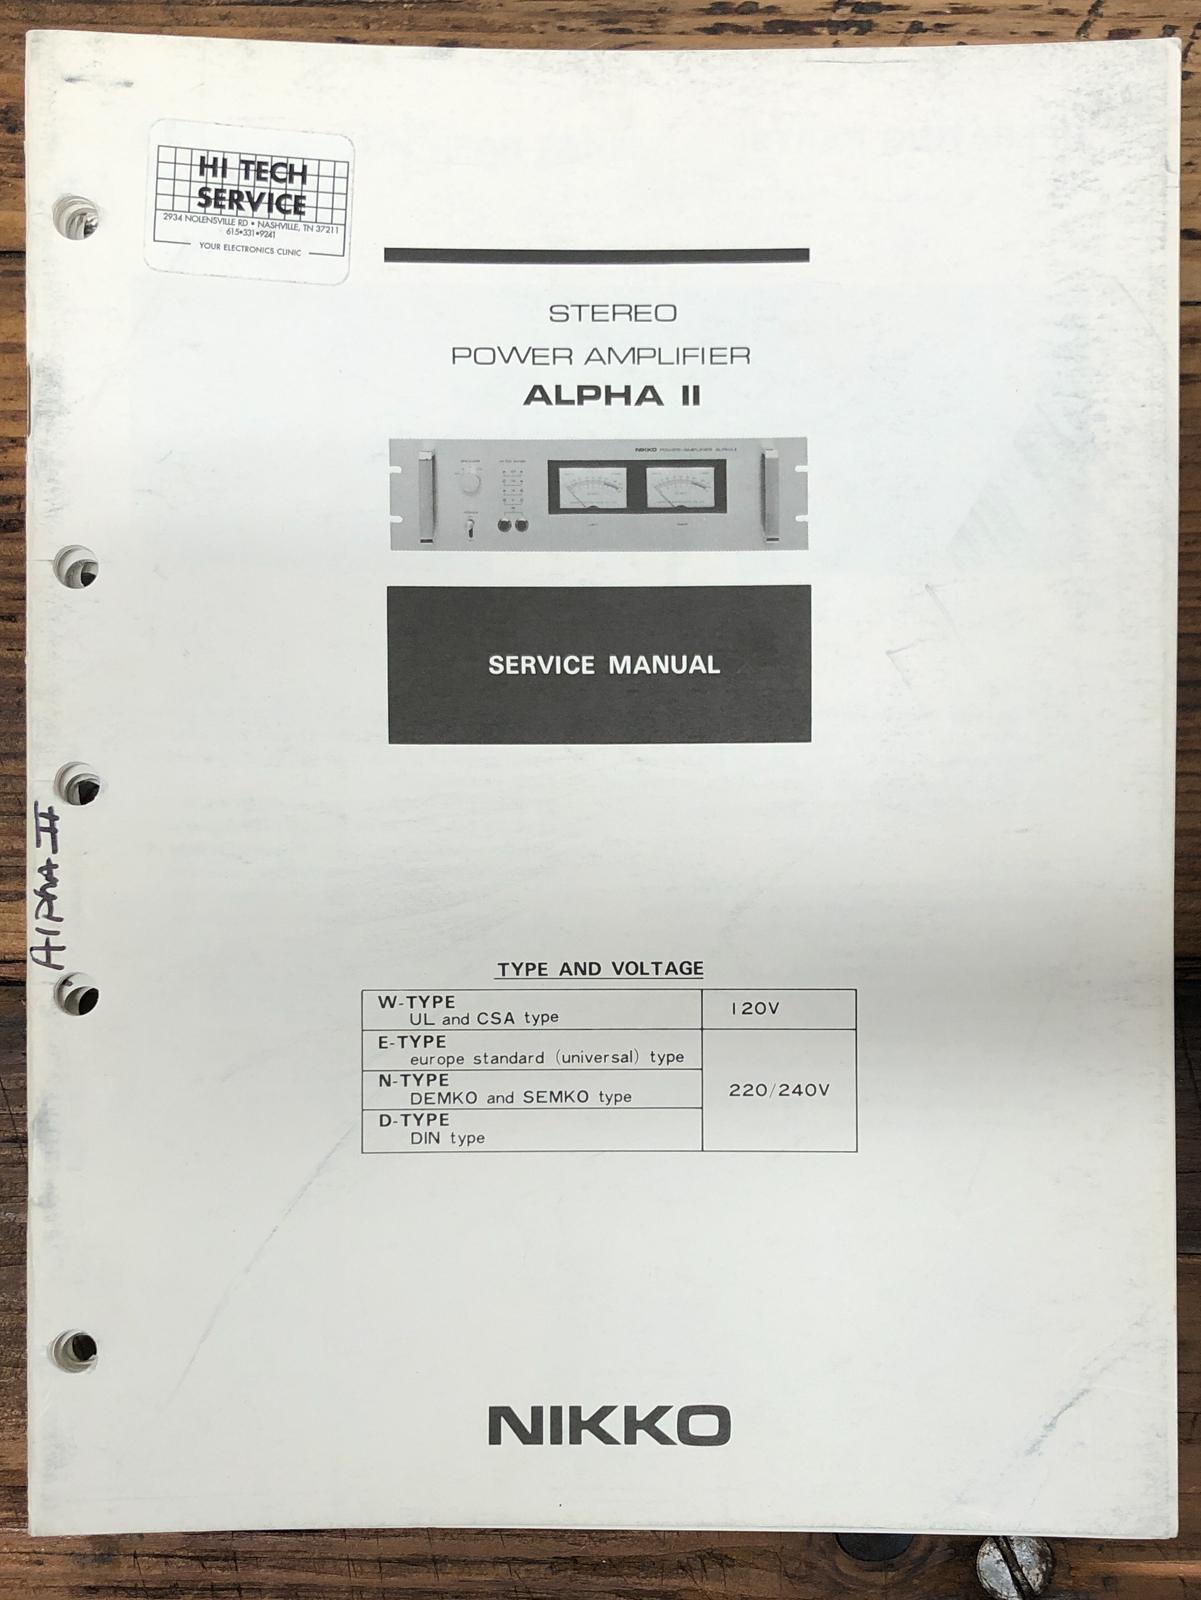 HI TECH
SERVICE
2934 NOLENSVILLE RD • NASHVILLE, TN 37211
615•331•9241
YOUR ELECTRONICS CLINIC
STEREO
POWER AMPLIFIER
ALPHA II
NIKKO POWER-AMPLIFIER ALPHA II
SERVICE MANUAL
Alpha II
TYPE AND VOLTAGE
W-TYPE
UL and CSA type
120V
E-TYPE
europe standard (universal) type
N-TYPE
DEMKO and SEMKO type
220/240V
D-TYPE
DIN type
NIKKO